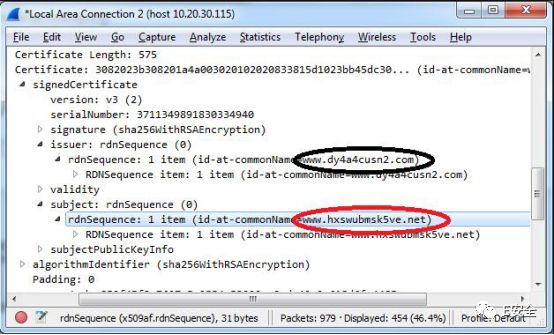 *Local Area Connection 2 (host 10.20.30.115)
File Edit View Go Capture Analyze Statistics Telephony Wireless Tools Help
Certificate Length: 575
Certificate: 3082023b308201a4a003020102020833815d1023bb45dc30... (id-at-commonName=w
signedCertificate
version: v3 (2)
serialNumber: 3711349891830334940
signature (sha256WithRSAEncryption)
issuer: rdnSequence (0)
rdnSequence: 1 item (id-at-commonName=www.dy4a4cusn2.com)
RDNSequence item: 1 item (id-at-commonName=www.dy4a4cusn2.com)
validity
subject: rdnSequence (0)
rdnSequence: 1 item (id-at-commonName=www.hxswubmsk5ve.net)
RDNSequence item: 1 item (id-at-commonName=www.hxswubmsk5ve.net)
subjectPublicKeyInfo
algorithmIdentifier (sha256WithRSAEncryption)
Padding: 0
rdnSequence (x509af.rdnSequence), 31 bytes
Packets: 979 · Displayed: 454 (46.4%)
Profile: Default